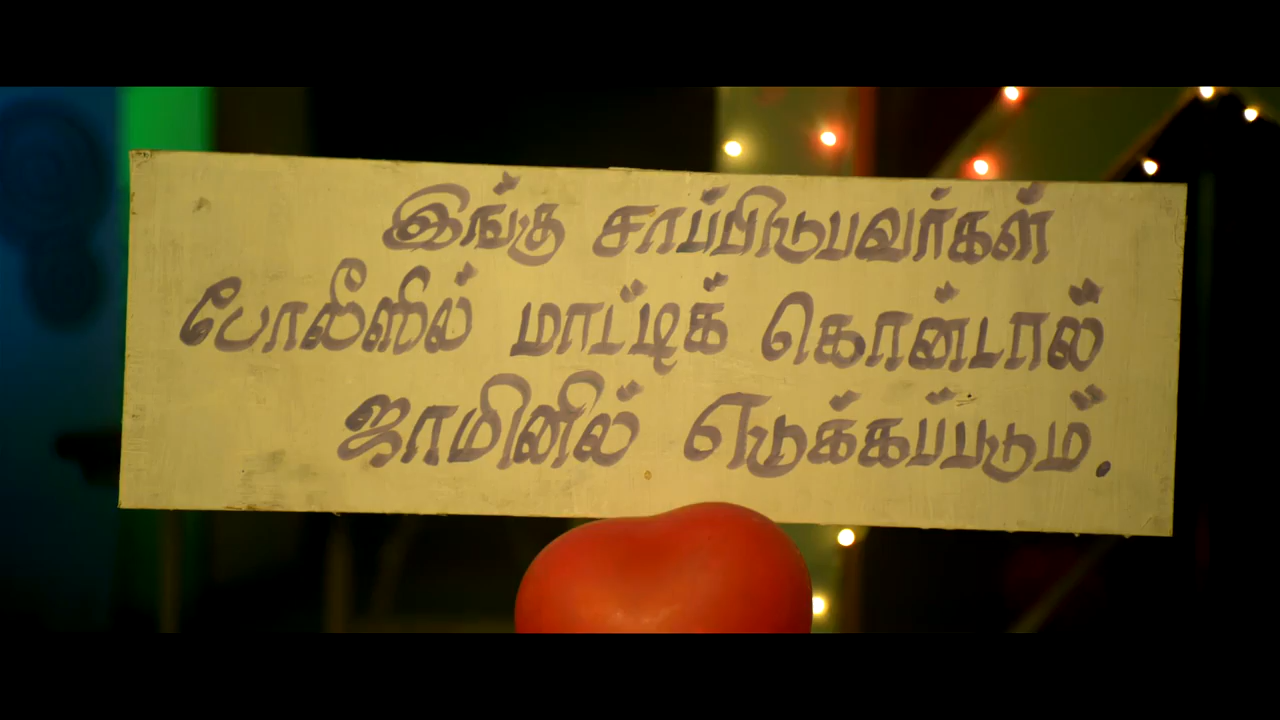 இங்கு சாப்பிடுபவர்கள்
போலீஸில் மாட்டிக் கொன்டால்
ஜாமினில் எடுக்கப்படும்.